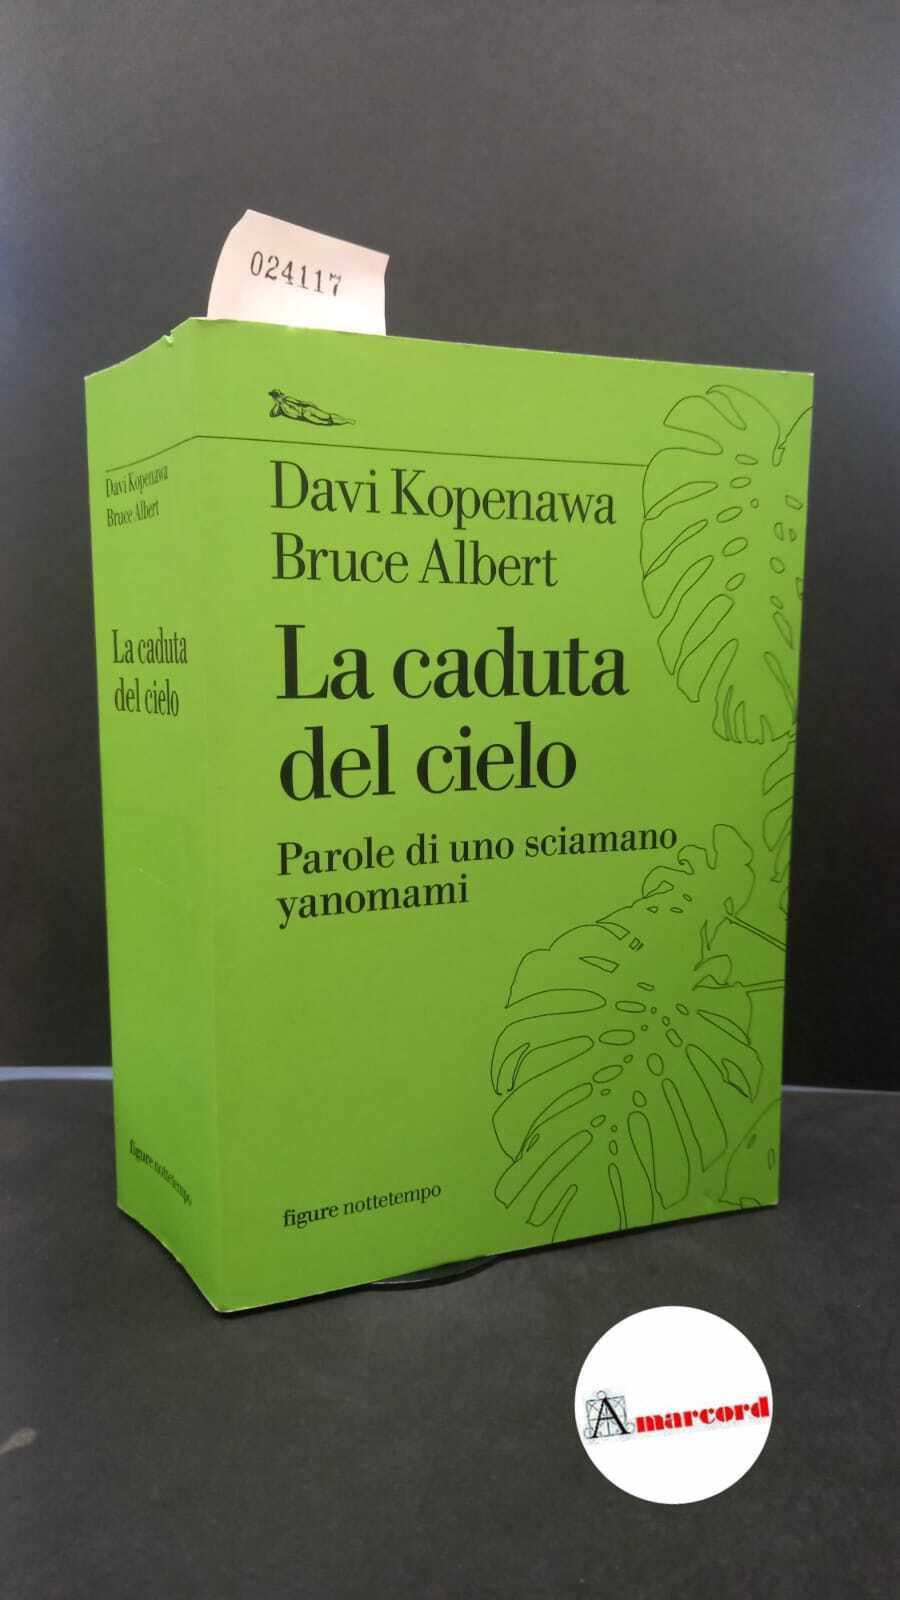 024117
Davi Kopenawa
Bruce Albert
La caduta
del cielo
figure nottetempo
Davi Kopenawa
Bruce Albert
La caduta
del cielo
Parole di uno sciamano
yanomami
figure nottetempo
Amarcord